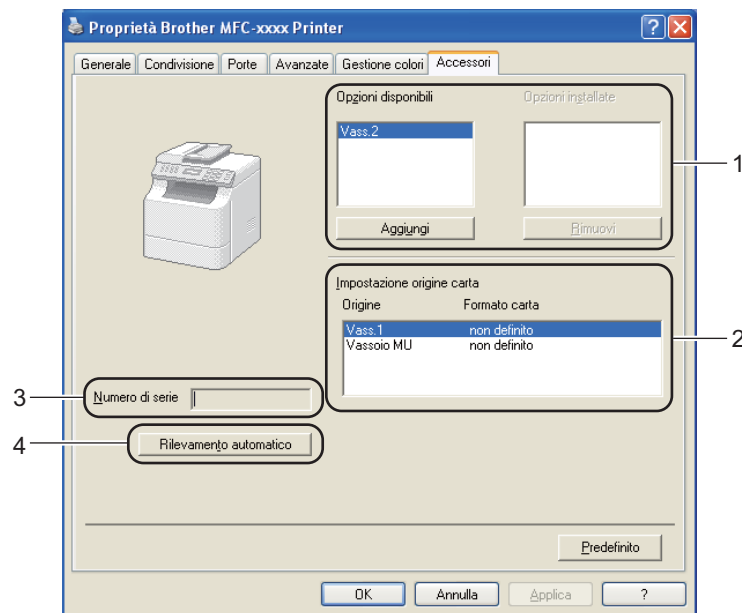 Proprietà Brother MFC-xxxx Printer
Generale Condivisione Porte Avanzate Gestione colori Accessori
Opzioni disponibili Opzioni installate
Vass.2
1
Aggiungi Rimuovi
Impostazione origine carta
Origine Formato carta
Vass.1 non definito
Vassoio MU non definito
2
3 Numero di serie
4 Rilevamento automatico
Predefinito
OK Annulla Applica ?